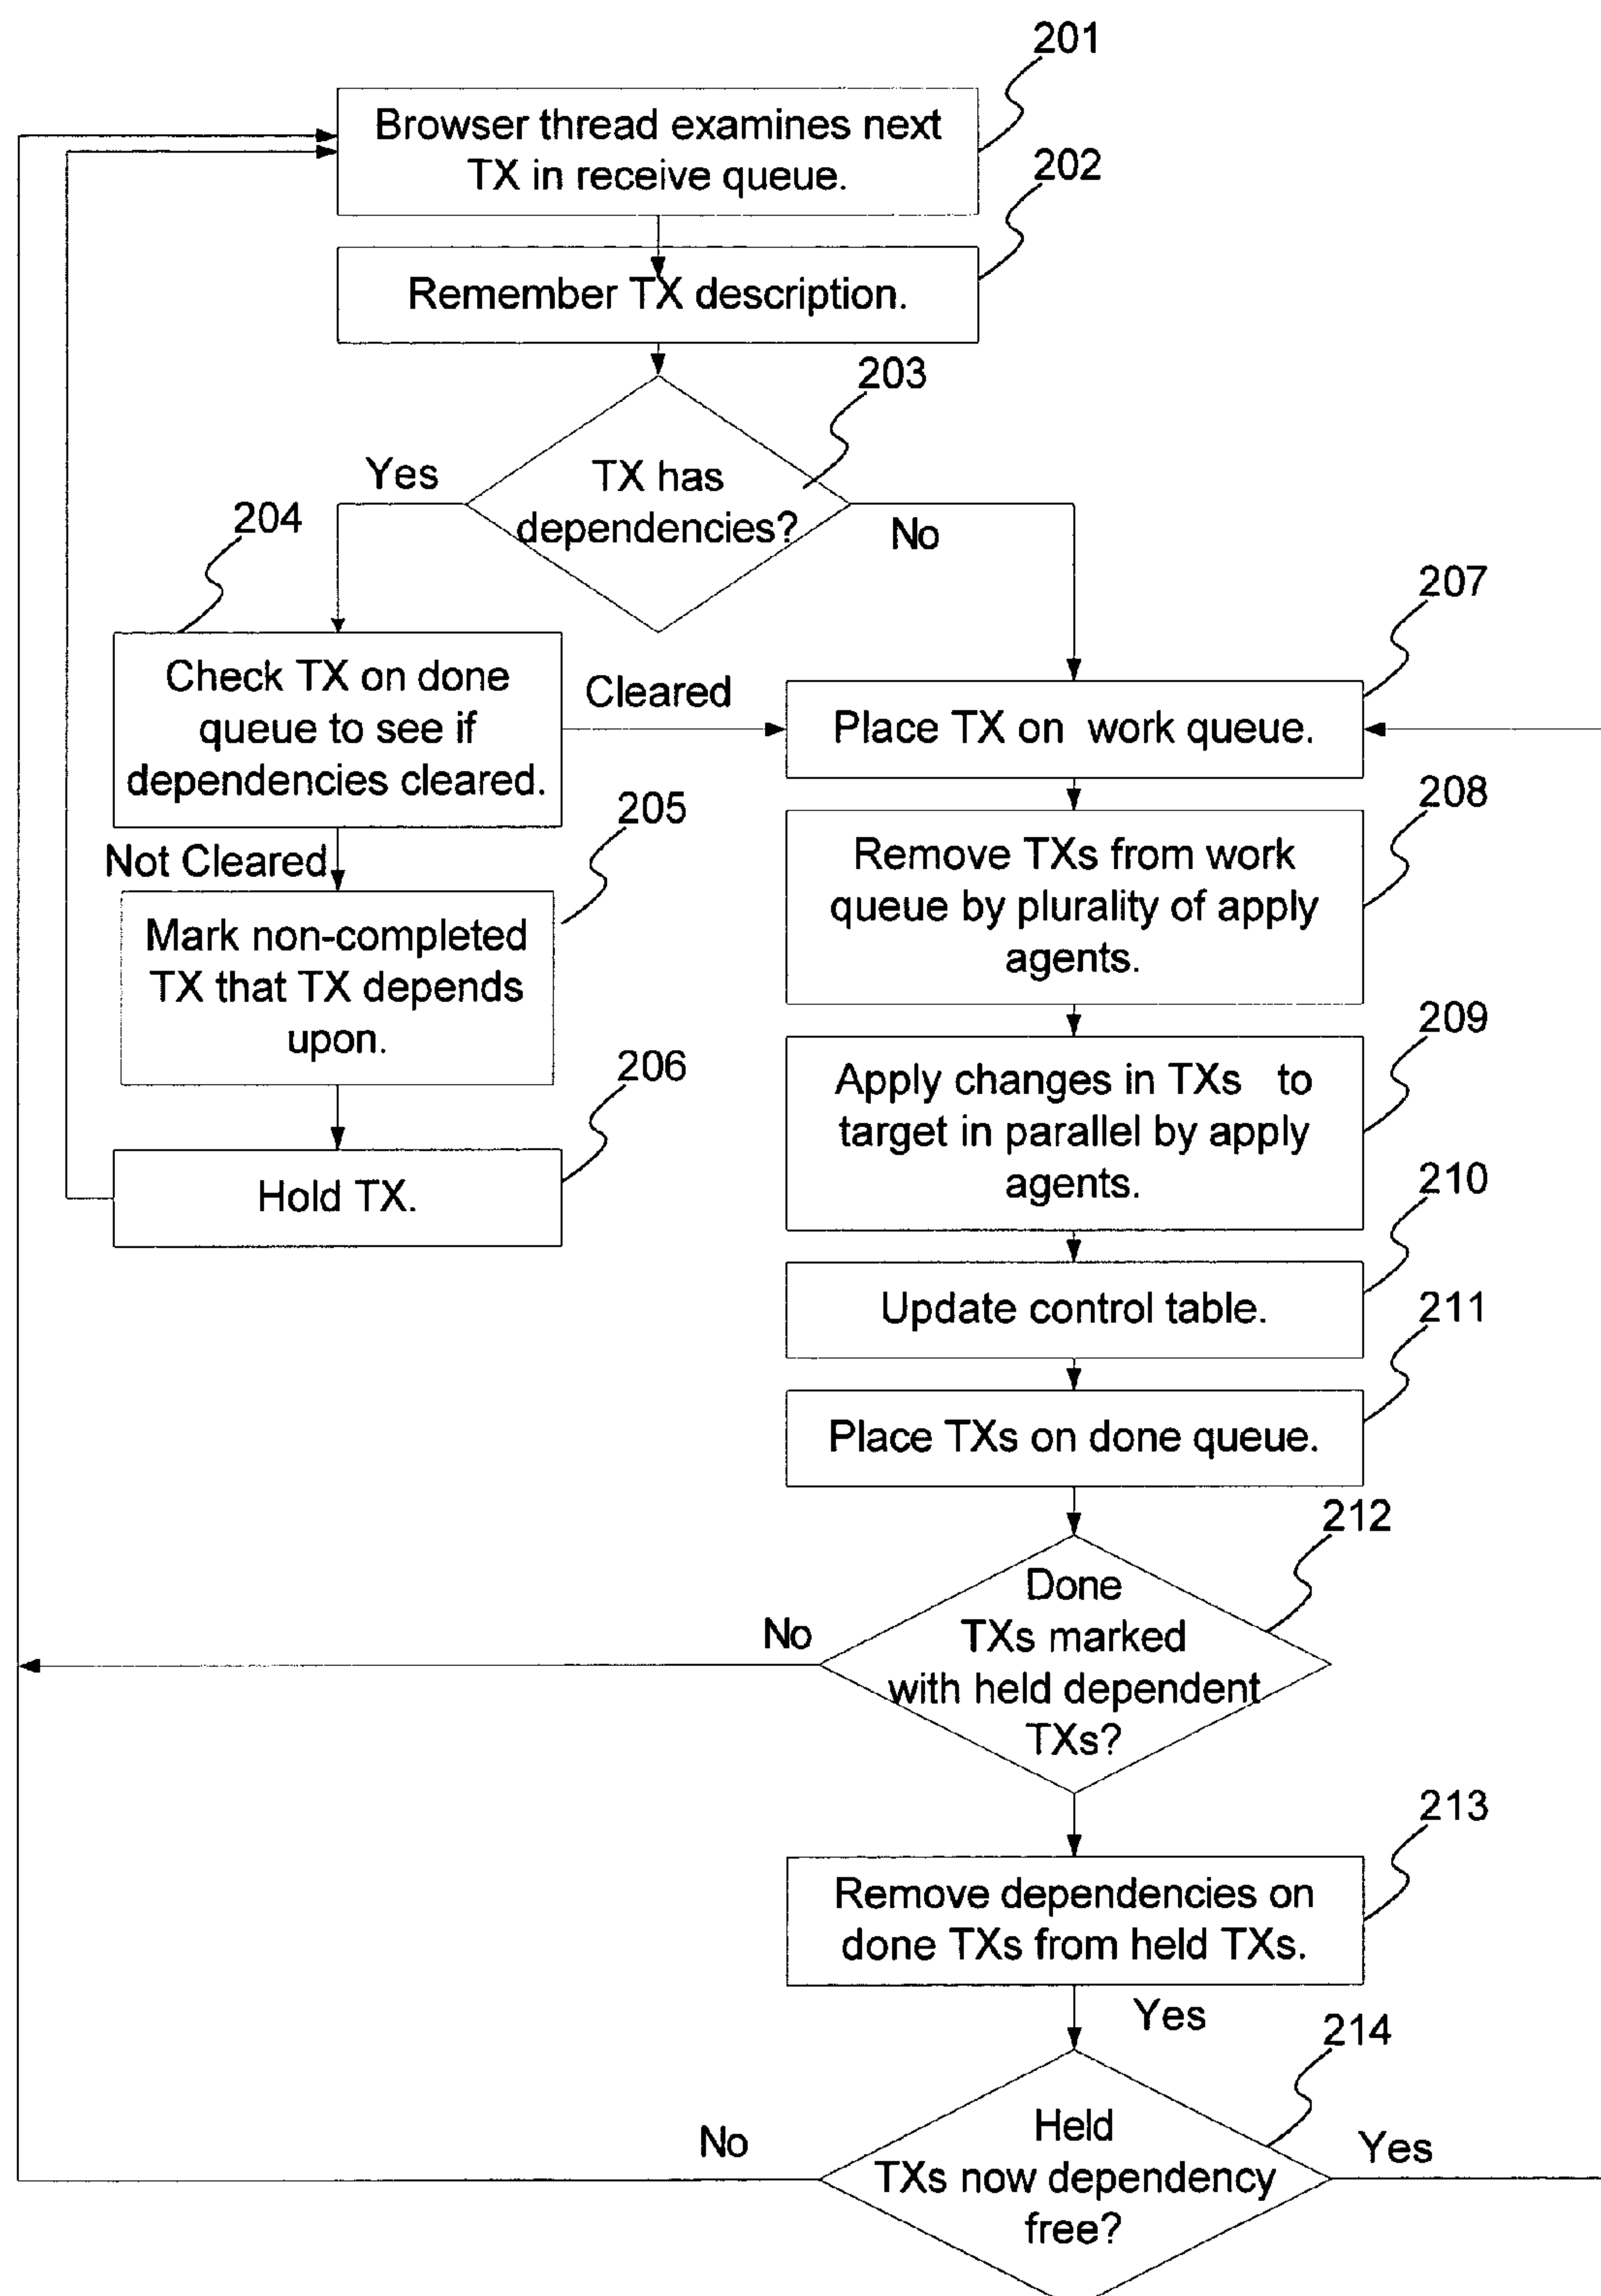 201
Browser thread examines next
TX in receive queue.
202
Remember TX description.
203
TX has
dependencies?
Yes
No
204
Check TX on done
queue to see if
dependencies cleared.
Cleared
207
Place TX on work queue.
Not Cleared
205
Mark non-completed
TX that TX depends
upon.
208
Remove TXs from work
queue by plurality of apply
agents.
206
Hold TX.
209
Apply changes in TXs to
target in parallel by apply
agents.
210
Update control table.
211
Place TXs on done queue.
212
Done
TXs marked
with held dependent
TXs?
No
213
Remove dependencies on
done TXs from held TXs.
Yes
214
Held
TXs now dependency
free?
No
Yes